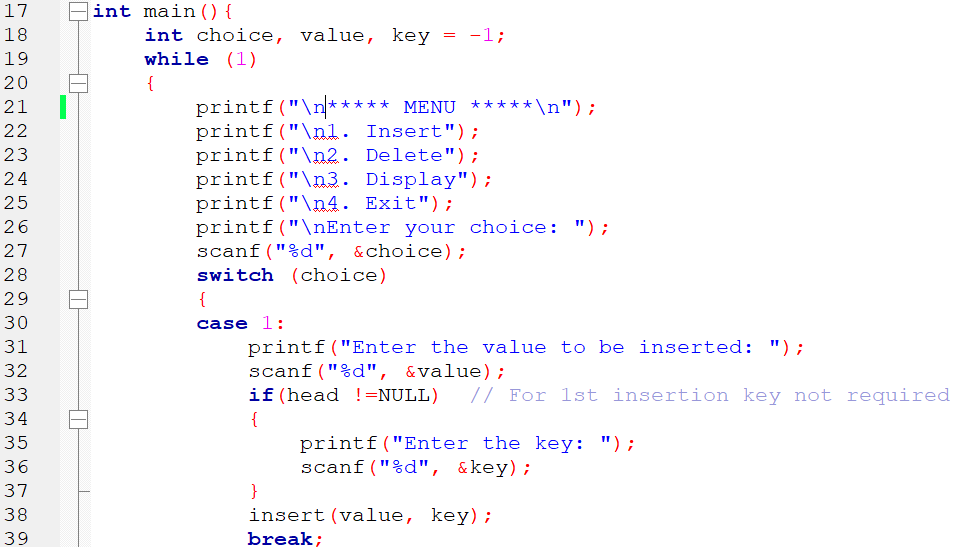 17 int main(){
18 int choice, value, key = -1;
19 while (1)
20 {
21 printf("\n***** MENU *****\n");
22 printf("\n1. Insert");
23 printf("\n2. Delete");
24 printf("\n3. Display");
25 printf("\n4. Exit");
26 printf("\nEnter your choice: ");
27 scanf("%d", &choice);
28 switch (choice)
29 {
30 case 1:
31 printf("Enter the value to be inserted: ");
32 scanf("%d", &value);
33 if(head !=NULL) // For 1st insertion key not required
34 {
35 printf("Enter the key: ");
36 scanf("%d", &key);
37 }
38 insert(value, key);
39 break;